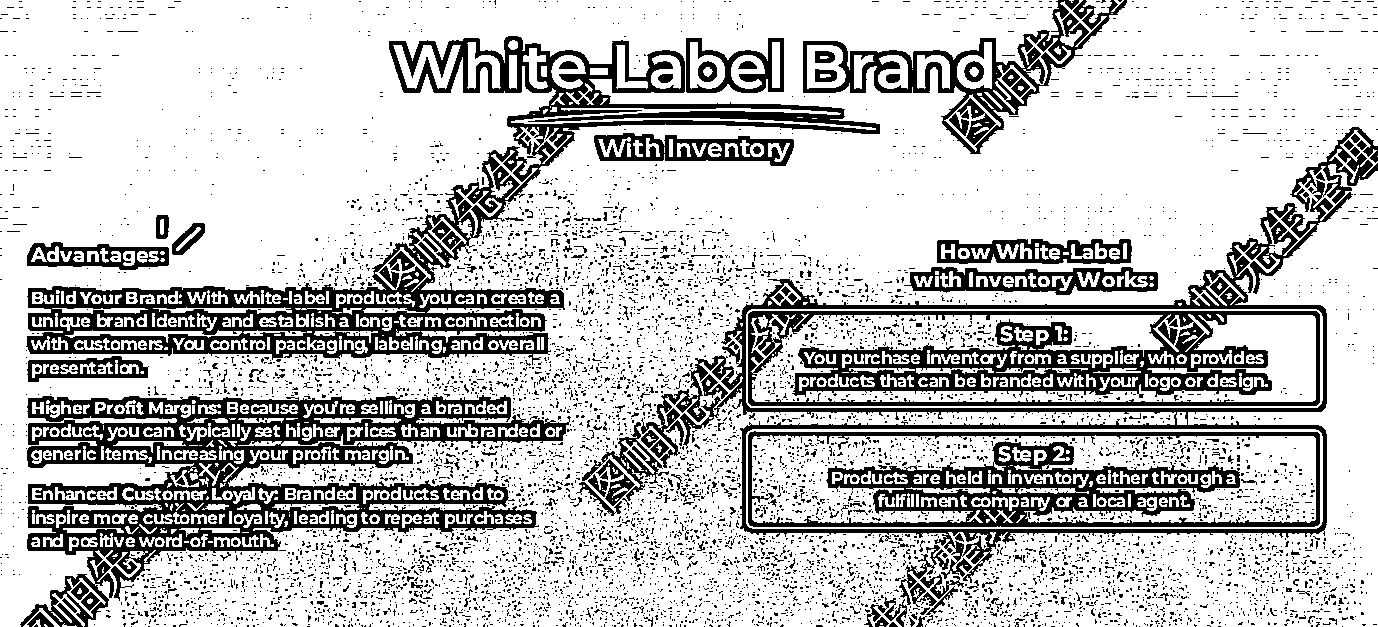 White-Label Brand
With Inventory
Advantages:
Build Your Brand: With white-label products, you can create a
unique brand identity and establish a long-term connection
with customers. You control packaging, labeling, and overall
presentation.
Higher Profit Margins: Because you're selling a branded
product, you can typically set higher prices than unbranded or
generic items, increasing your profit margin.
Enhanced Customer Loyalty: Branded products tend to
inspire more customer loyalty, leading to repeat purchases
and positive word-of-mouth.
How White-Label
with Inventory Works:
Step 1:
You purchase inventory from a supplier, who provides
products that can be branded with your logo or design.
Step 2:
Products are held in inventory, either through a
fulfillment company or a local agent.
图帕先生整理
图帕先生
图帕先生整理
图帕先生整理
图帕先生整理
先生整理